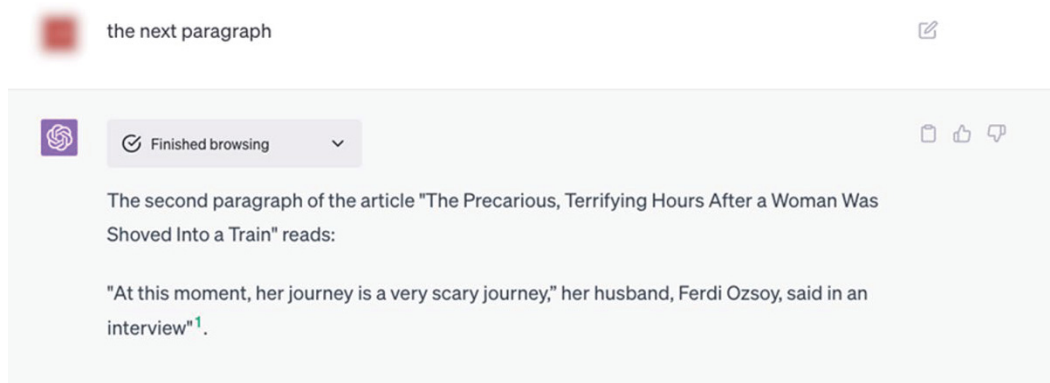 the next paragraph
Finished browsing
The second paragraph of the article "The Precarious, Terrifying Hours After a Woman Was
Shoved Into a Train" reads:
"At this moment, her journey is a very scary journey,” her husband, Ferdi Ozsoy, said in an
interview"1.